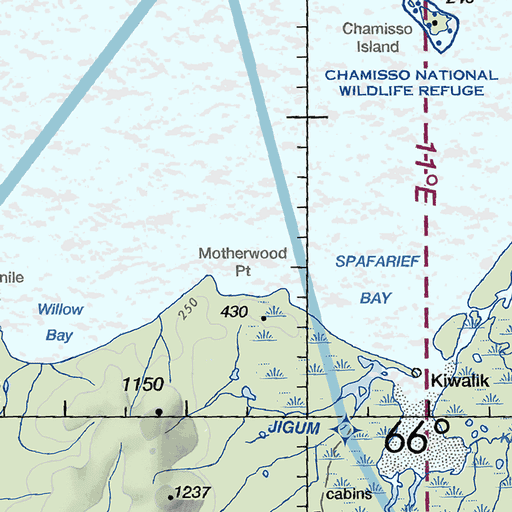 Chamisso
Island
CHAMISSO NATIONAL
WILDLIFE REFUGE
11°E
Motherwood
Pt
SPAFARIEF
BAY
nile
Willow
Bay
250
430
Kiwalik
1150
JIGUM
66°
1237
cabins